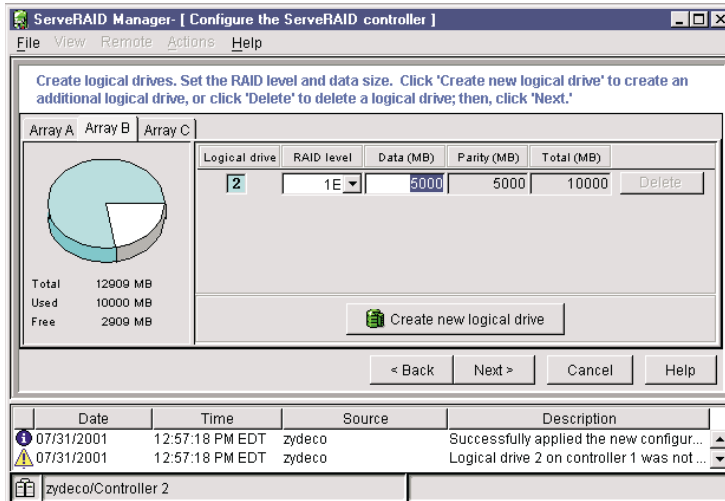 ServeRAID Manager- [ Configure the ServeRAID controller ]
File View Remote Actions Help
Create logical drives. Set the RAID level and data size. Click 'Create new logical drive' to create an
additional logical drive, or click 'Delete' to delete a logical drive; then, click 'Next.'
Array A Array B Array C
Logical drive RAID level Data (MB) Parity (MB) Total (MB)
2 1E 5000 5000 10000 Delete
Total 12909 MB
Used 10000 MB
Free 2909 MB
Create new logical drive
< Back Next > Cancel Help
Date Time Source Description
07/31/2001 12:57:18 PM EDT zydeco Successfully applied the new configur...
07/31/2001 12:57:18 PM EDT zydeco Logical drive 2 on controller 1 was not ...
zydeco/Controller 2